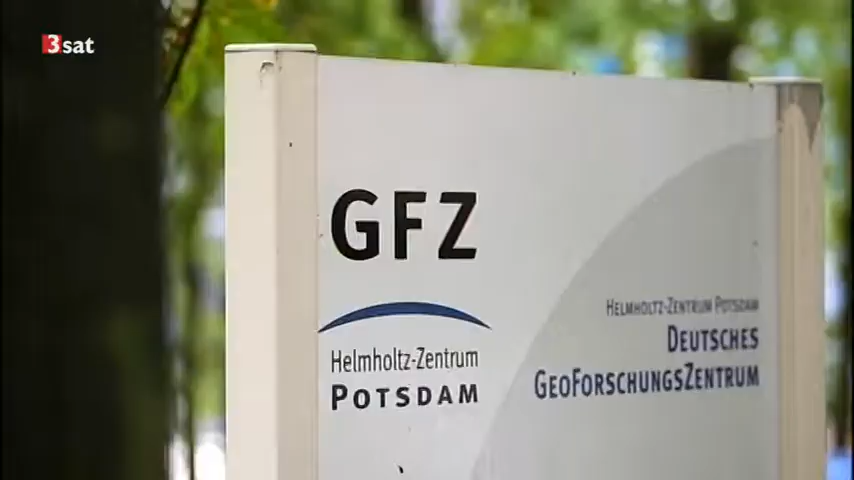 3sat
GFZ
Helmholtz-Zentrum
POTSDAM
HELMHOLTZ-ZENTRUM POTSDAM
DEUTSCHES
GEOFORSCHUNGSZENTRUM